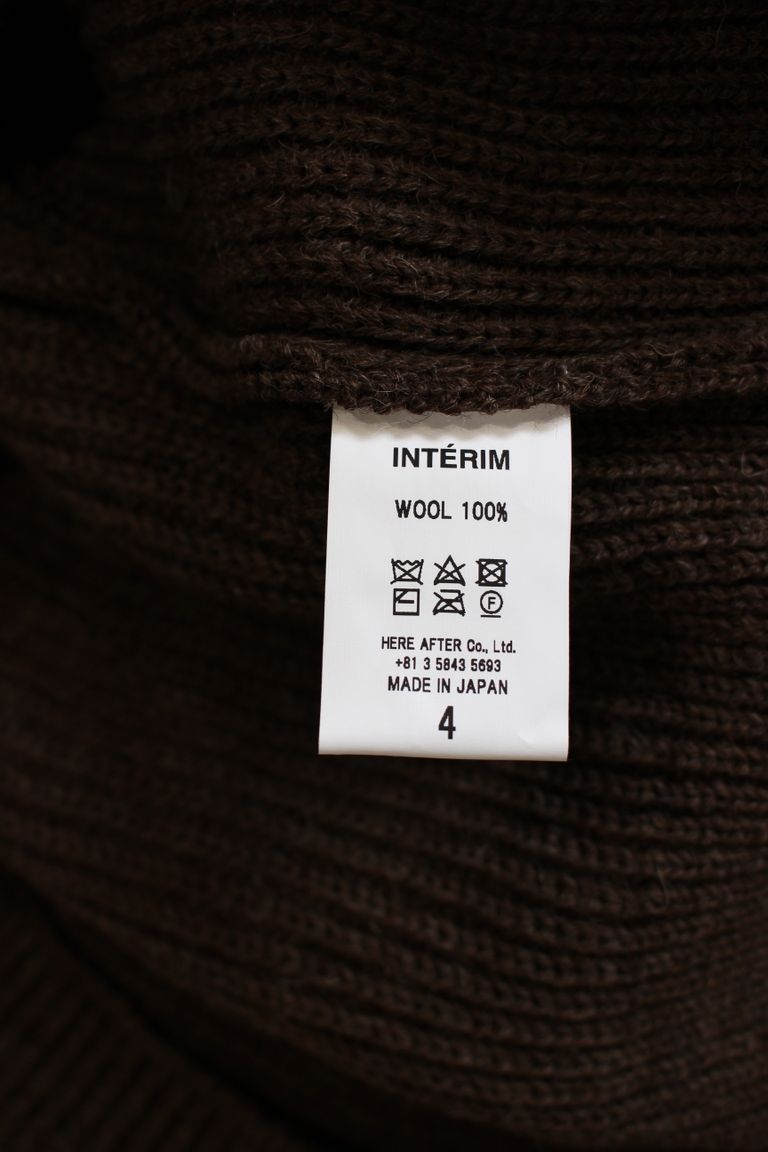 INTÉRIM
WOOL 100%
F
HERE AFTER Co., Ltd.
+81 3 5843 5693
MADE IN JAPAN
4